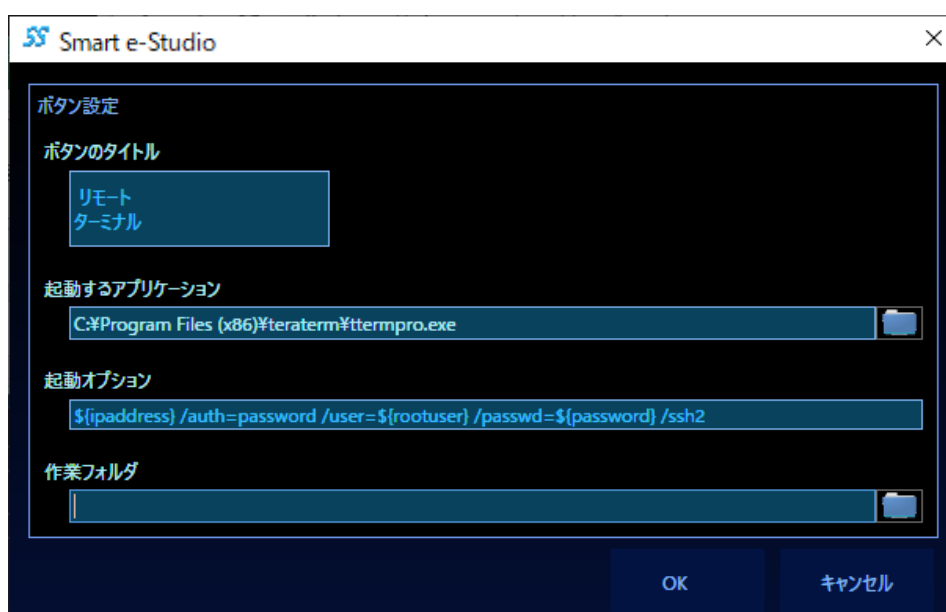 SS Smart e-Studio
ボタン設定
ボタンのタイトル
リモート
ターミナル
起動するアプリケーション
C:¥Program Files (x86)¥teraterm¥ttermpro.exe
起動オプション
${ipaddress} /auth=password /user=${rootuser} /passwd=${password} /ssh2
作業フォルダ
OK
キャンセル